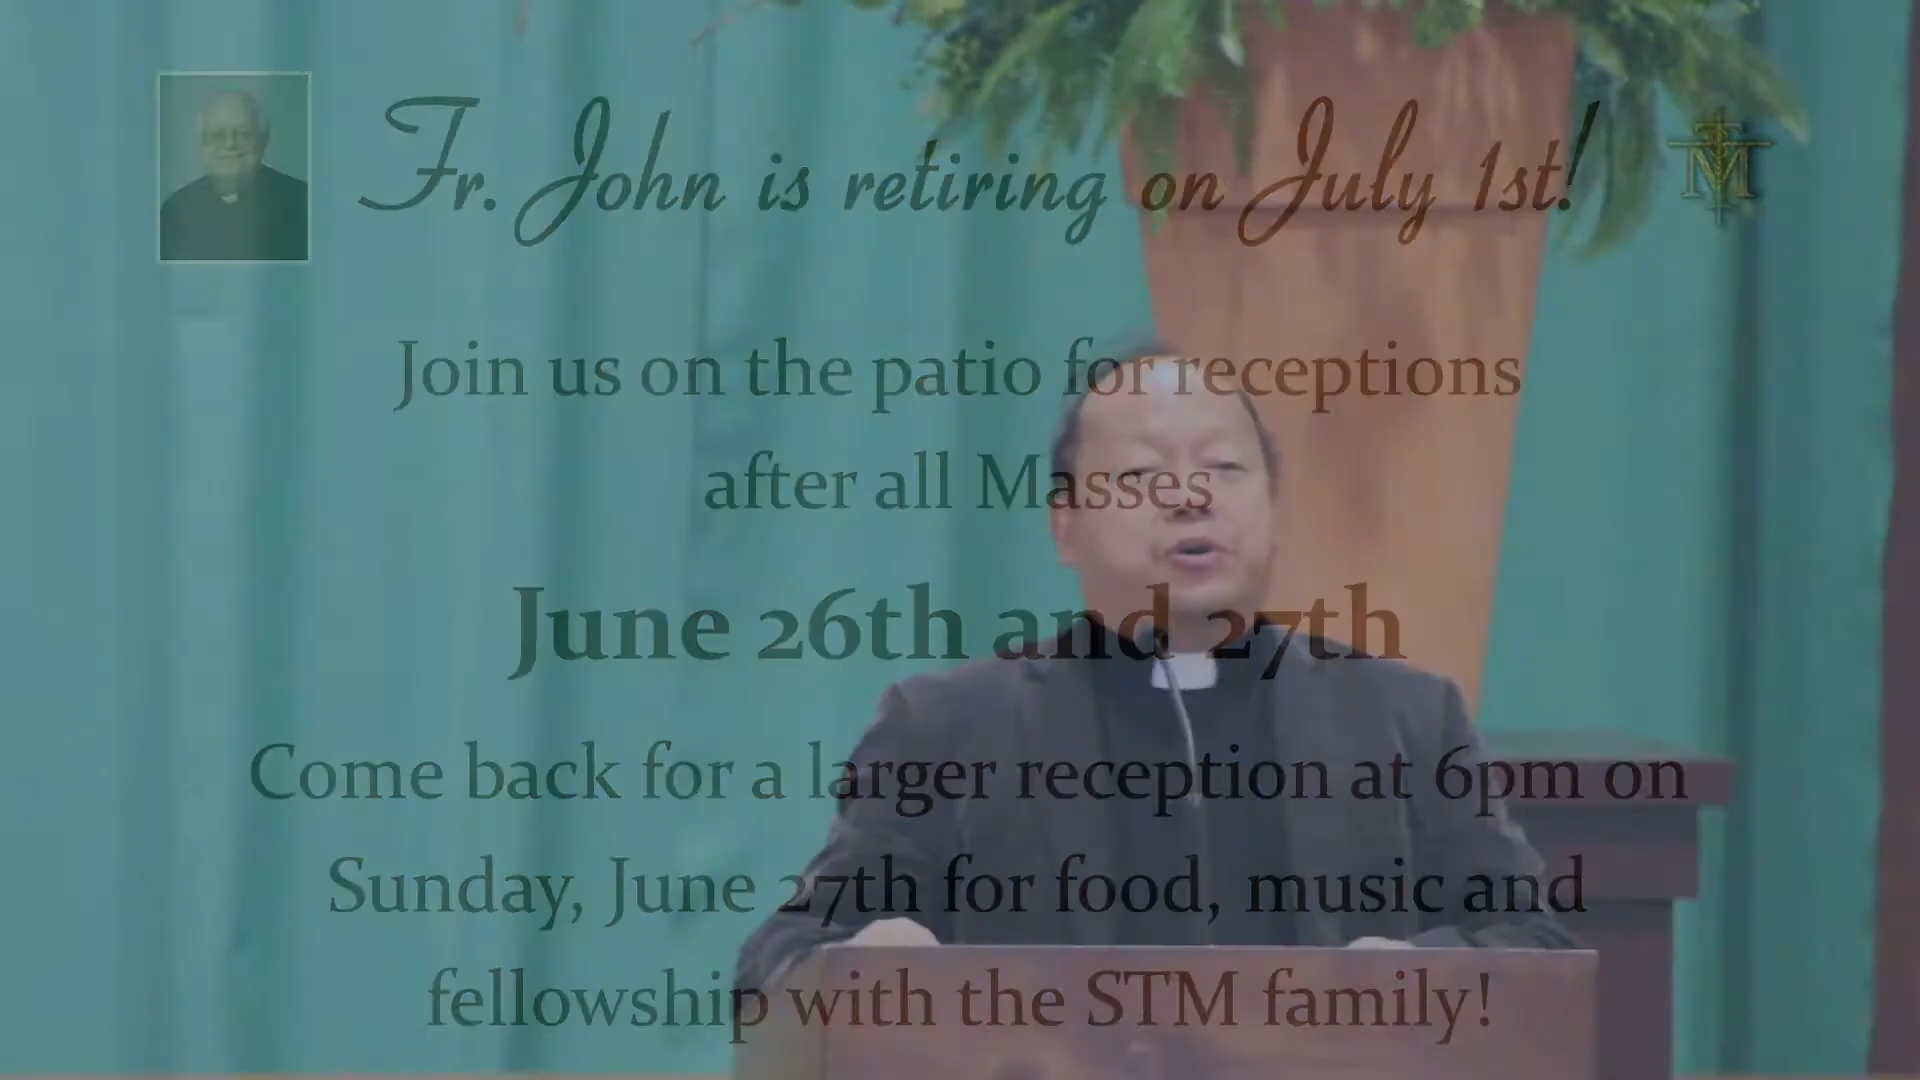 Fr. John is retiring on July 1st!
Join us on the patio for receptions
after all Masses
June 26th and 27th
Come back for a larger reception at 6pm on
Sunday, June 27th for food, music and
fellowship with the STM family!